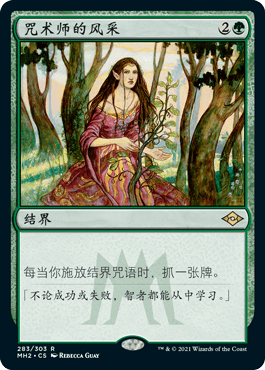 咒术师的风采 2
结界
每当你施放结界咒语时，抓一张牌。
「不论成功或失败，智者都能从中学习。」
283/303 R
MH2 • CS REBECCA GUAY
™ & © 2021 Wizards of the Coast